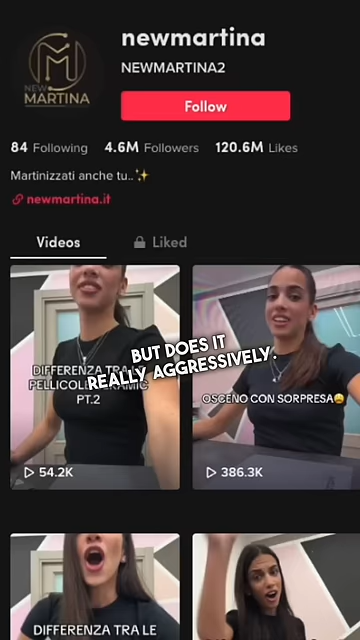 NEW
MARTINA
newmartina
NEWMARTINA2
Follow
84 Following 4.6M Followers 120.6M Likes
Martinizzati anche tu..✨
newmartina.it
Videos
Liked
DIFFERENZA TRA
PELLICOLA
PT.2
BUT DOES IT
REALLY AGGRESSIVELY.
OSCENO CON SORPRESA😩
54.2K
386.3K
DIFFERENZA TRA LE